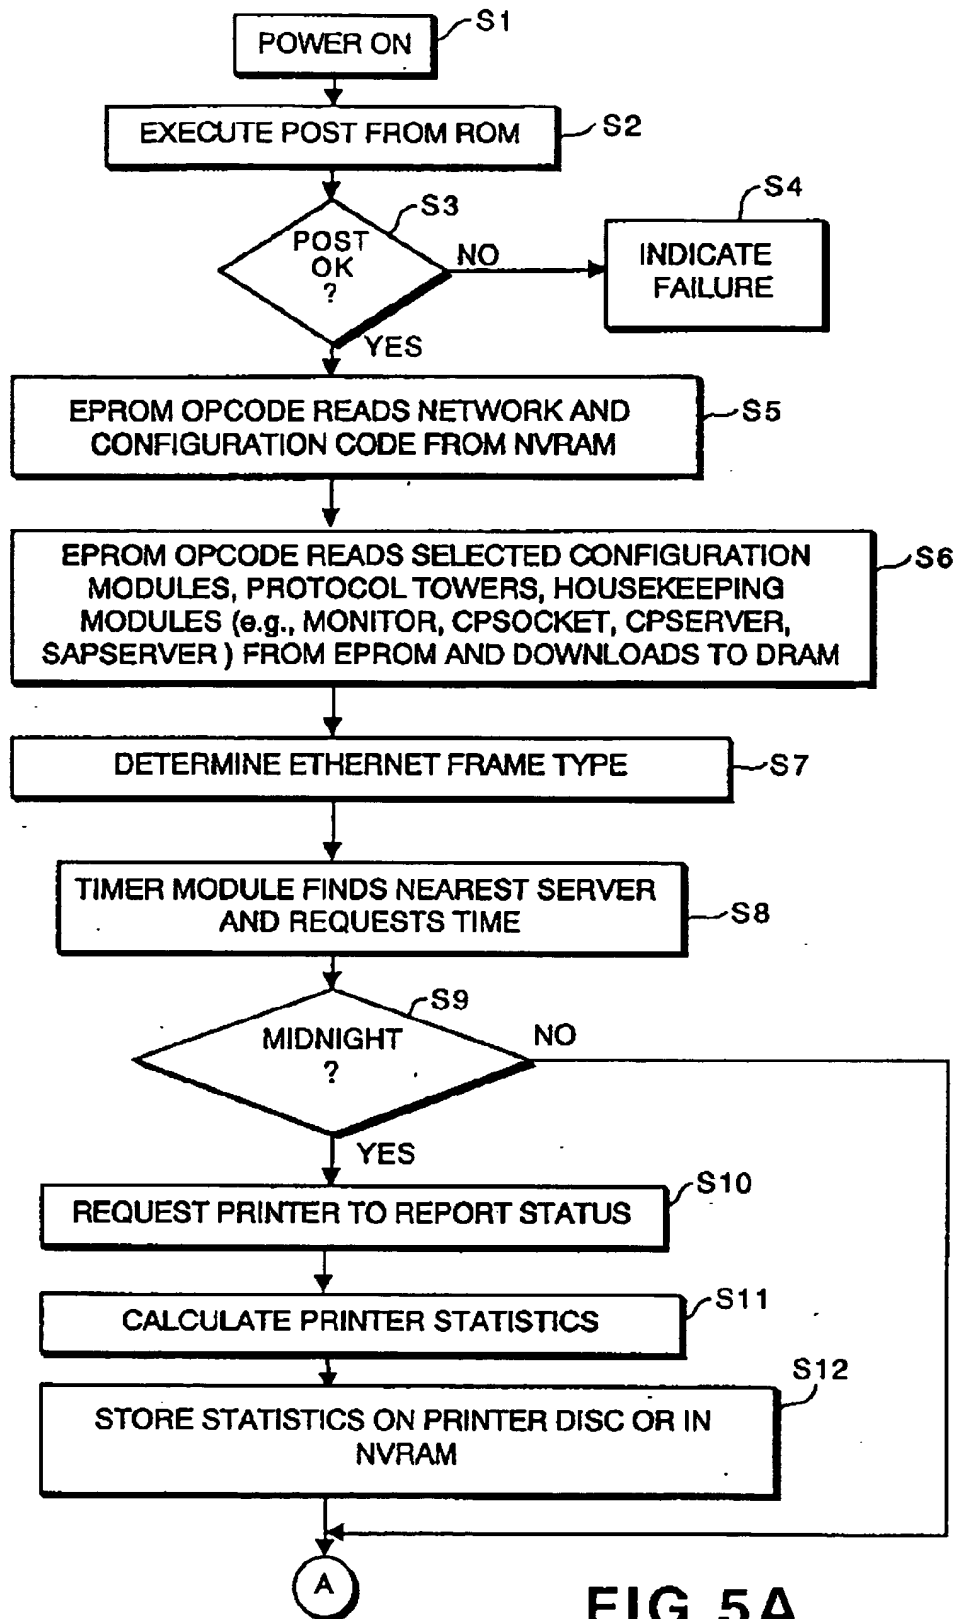 POWER ON
S1
EXECUTE POST FROM ROM
S2
S3
POST
OK
?
NO
S4
INDICATE
FAILURE
YES
EPROM OPCODE READS NETWORK AND
CONFIGURATION CODE FROM NVRAM
S5
EPROM OPCODE READS SELECTED CONFIGURATION
MODULES, PROTOCOL TOWERS, HOUSEKEEPING
MODULES (e.g., MONITOR, CPSOCKET, CPSERVER,
SAPSERVER ) FROM EPROM AND DOWNLOADS TO DRAM
S6
DETERMINE ETHERNET FRAME TYPE
S7
TIMER MODULE FINDS NEAREST SERVER
AND REQUESTS TIME
S8
S9
MIDNIGHT
?
NO
YES
REQUEST PRINTER TO REPORT STATUS
S10
CALCULATE PRINTER STATISTICS
S11
S12
STORE STATISTICS ON PRINTER DISC OR IN
NVRAM
A
FIG 5A